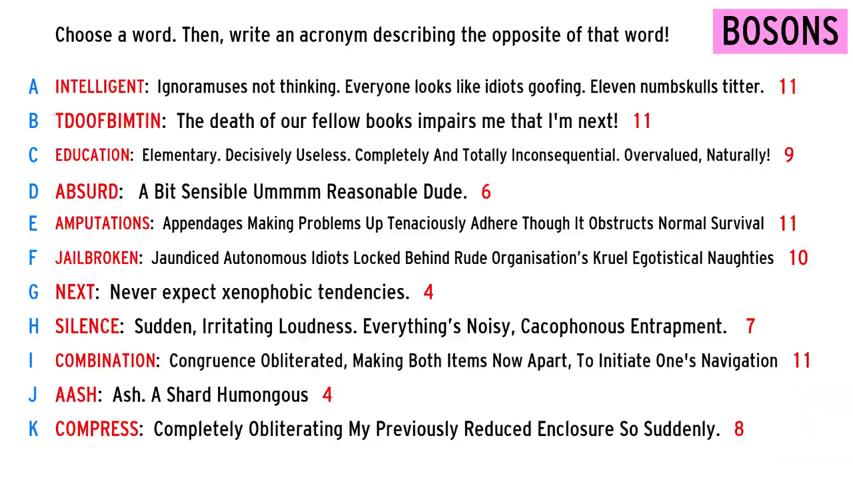 Choose a word. Then, write an acronym describing the opposite of that word!
BOSONS
A INTELLIGENT: Ignoramuses not thinking. Everyone looks like idiots goofing. Eleven numbskulls titter. 11
B TDOOFBIMTIN: The death of our fellow books impairs me that I'm next! 11
C EDUCATION: Elementary. Decisively Useless. Completely And Totally Inconsequential. Overvalued, Naturally! 9
D ABSURD: A Bit Sensible Ummmm Reasonable Dude. 6
E AMPUTATIONS: Appendages Making Problems Up Tenaciously Adhere Though It Obstructs Normal Survival 11
F JAILBROKEN: Jaundiced Autonomous Idiots Locked Behind Rude Organisation's Kruel Egotistical Naughties 10
G NEXT: Never expect xenophobic tendencies. 4
H SILENCE: Sudden, Irritating Loudness. Everything's Noisy, Cacophonous Entrapment. 7
I COMBINATION: Congruence Obliterated, Making Both Items Now Apart, To Initiate One's Navigation 11
J AASH: Ash. A Shard Humongous 4
K COMPRESS: Completely Obliterating My Previously Reduced Enclosure So Suddenly. 8